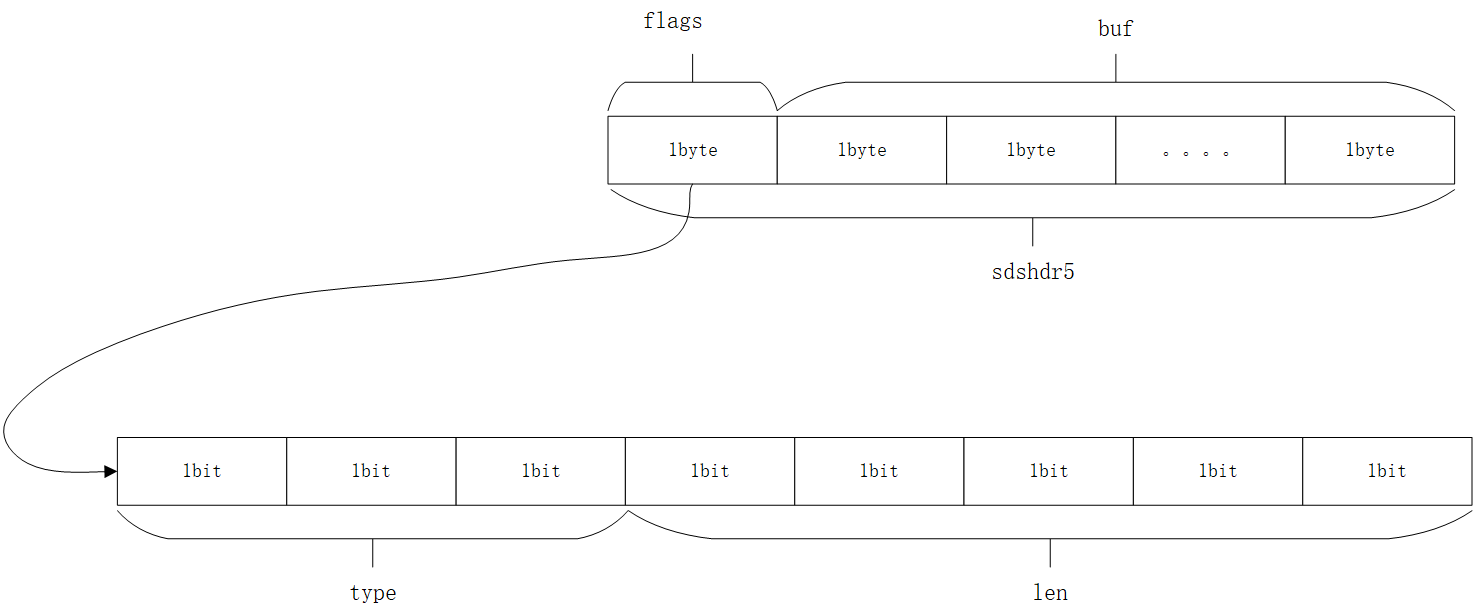 flags
buf
1byte 1byte 1byte 。。。。 1byte
sdshdr5
1bit 1bit 1bit 1bit 1bit 1bit 1bit 1bit
type len